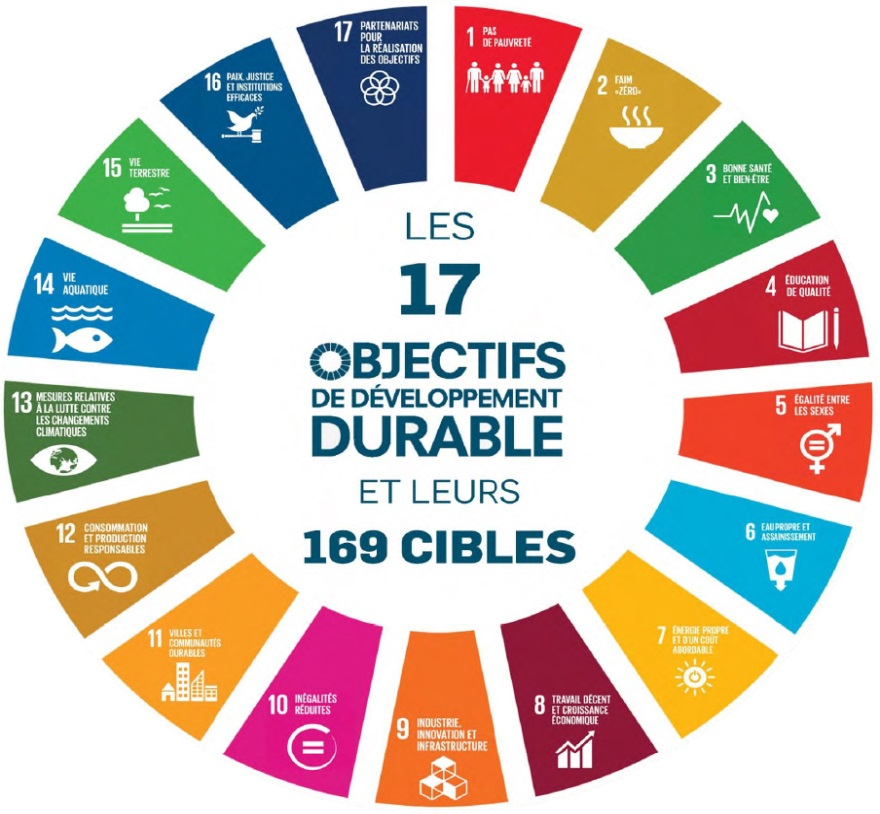 LES
17
OBJECTIFS
DE DÉVELOPPEMENT
DURABLE
ET LEURS
169 CIBLES
1 PAS
DE PAUVRETÉ
2 FAIM
«ZÉRO»
3 BONNE SANTÉ
ET BIEN-ÊTRE
4 ÉDUCATION
DE QUALITÉ
5 ÉGALITÉ ENTRE
LES SEXES
6 EAU PROPRE ET
ASSAINISSEMENT
7 ÉNERGIE PROPRE
ET D'UN COÛT
ABORDABLE
8 TRAVAIL DÉCENT
ET CROISSANCE
ÉCONOMIQUE
9 INDUSTRIE,
INNOVATION ET
INFRASTRUCTURE
10 INÉGALITÉS
RÉDUITES
11 VILLES ET
COMMUNAUTÉS
DURABLES
12 CONSOMMATION
ET PRODUCTION
RESPONSABLES
13 MESURES RELATIVES
À LA LUTTE CONTRE
LES CHANGEMENTS
CLIMATIQUES
14 VIE
AQUATIQUE
15 VIE
TERRESTRE
16 PAIX, JUSTICE
ET INSTITUTIONS
EFFICACES
17 PARTENARIATS
POUR
LA RÉALISATION
DES OBJECTIFS